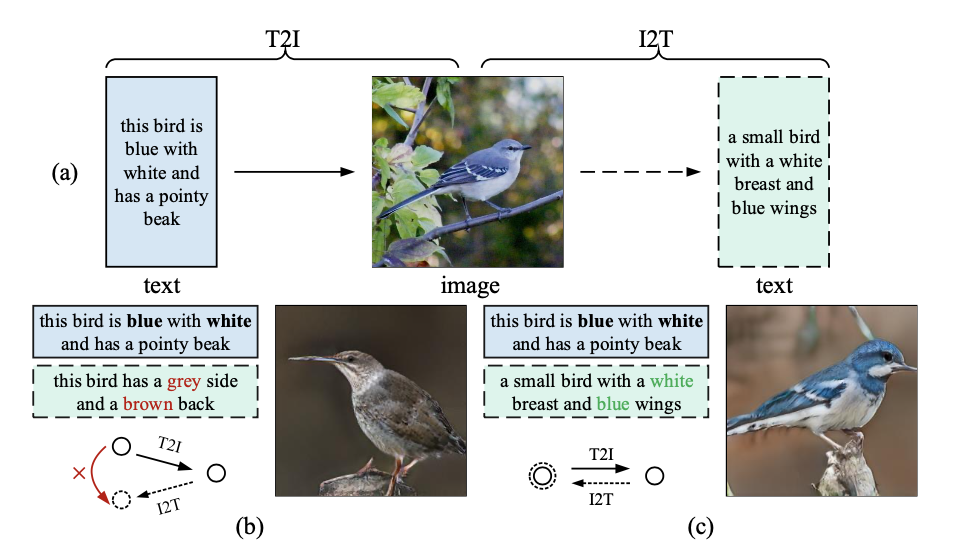 T2I
I2T
(a)
this bird is
blue with
white and
has a pointy
beak
a small bird
with a white
breast and
blue wings
text
image
text
this bird is blue with white
and has a pointy beak
this bird has a grey side
and a brown back
T2I
I2T
(b)
this bird is blue with white
and has a pointy beak
a small bird with a white
breast and blue wings
T2I
I2T
(c)